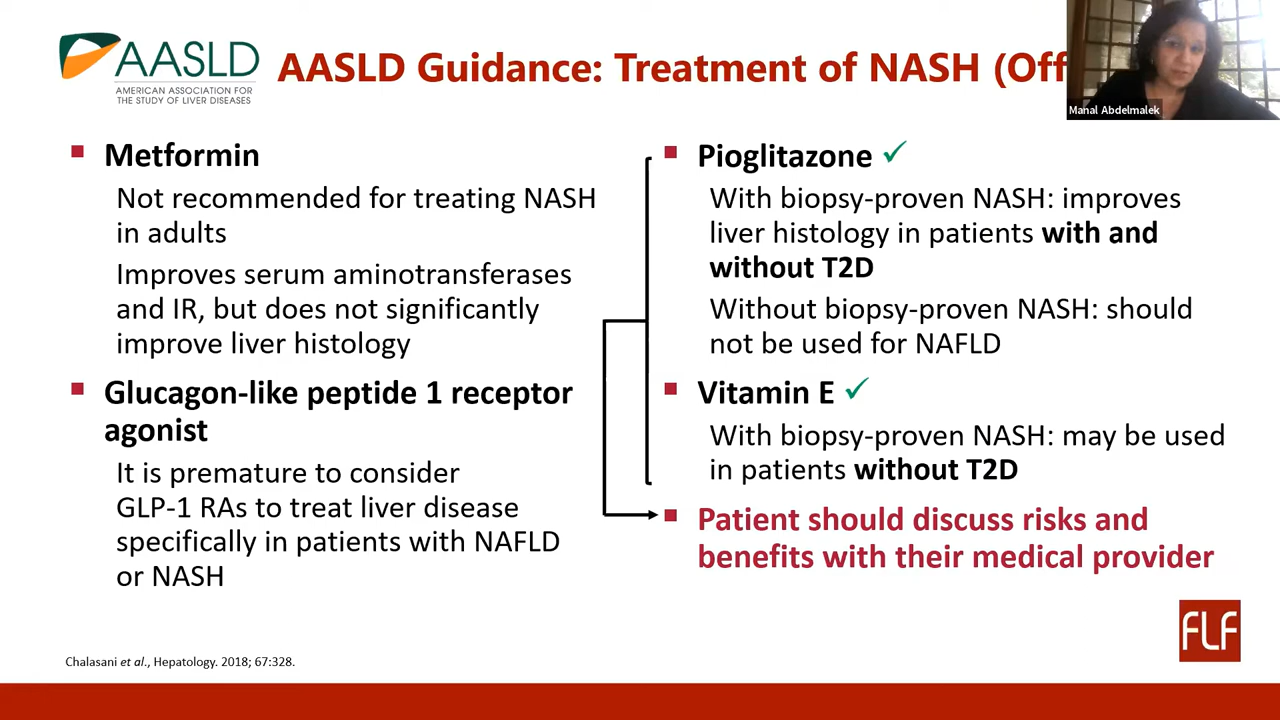 AASLD
AMERICAN ASSOCIATION FOR
THE STUDY OF LIVER DISEASES
AASLD Guidance: Treatment of NASH (Off
Manal Abdelmalek
Metformin
Not recommended for treating NASH
in adults
Improves serum aminotransferases
and IR, but does not significantly
improve liver histology
Glucagon-like peptide 1 receptor
agonist
It is premature to consider
GLP-1 RAs to treat liver disease
specifically in patients with NAFLD
or NASH
Pioglitazone ✓
With biopsy-proven NASH: improves
liver histology in patients with and
without T2D
Without biopsy-proven NASH: should
not be used for NAFLD
Vitamin E ✓
With biopsy-proven NASH: may be used
in patients without T2D
Patient should discuss risks and
benefits with their medical provider
FLF
Chalasani et al., Hepatology. 2018; 67:328.